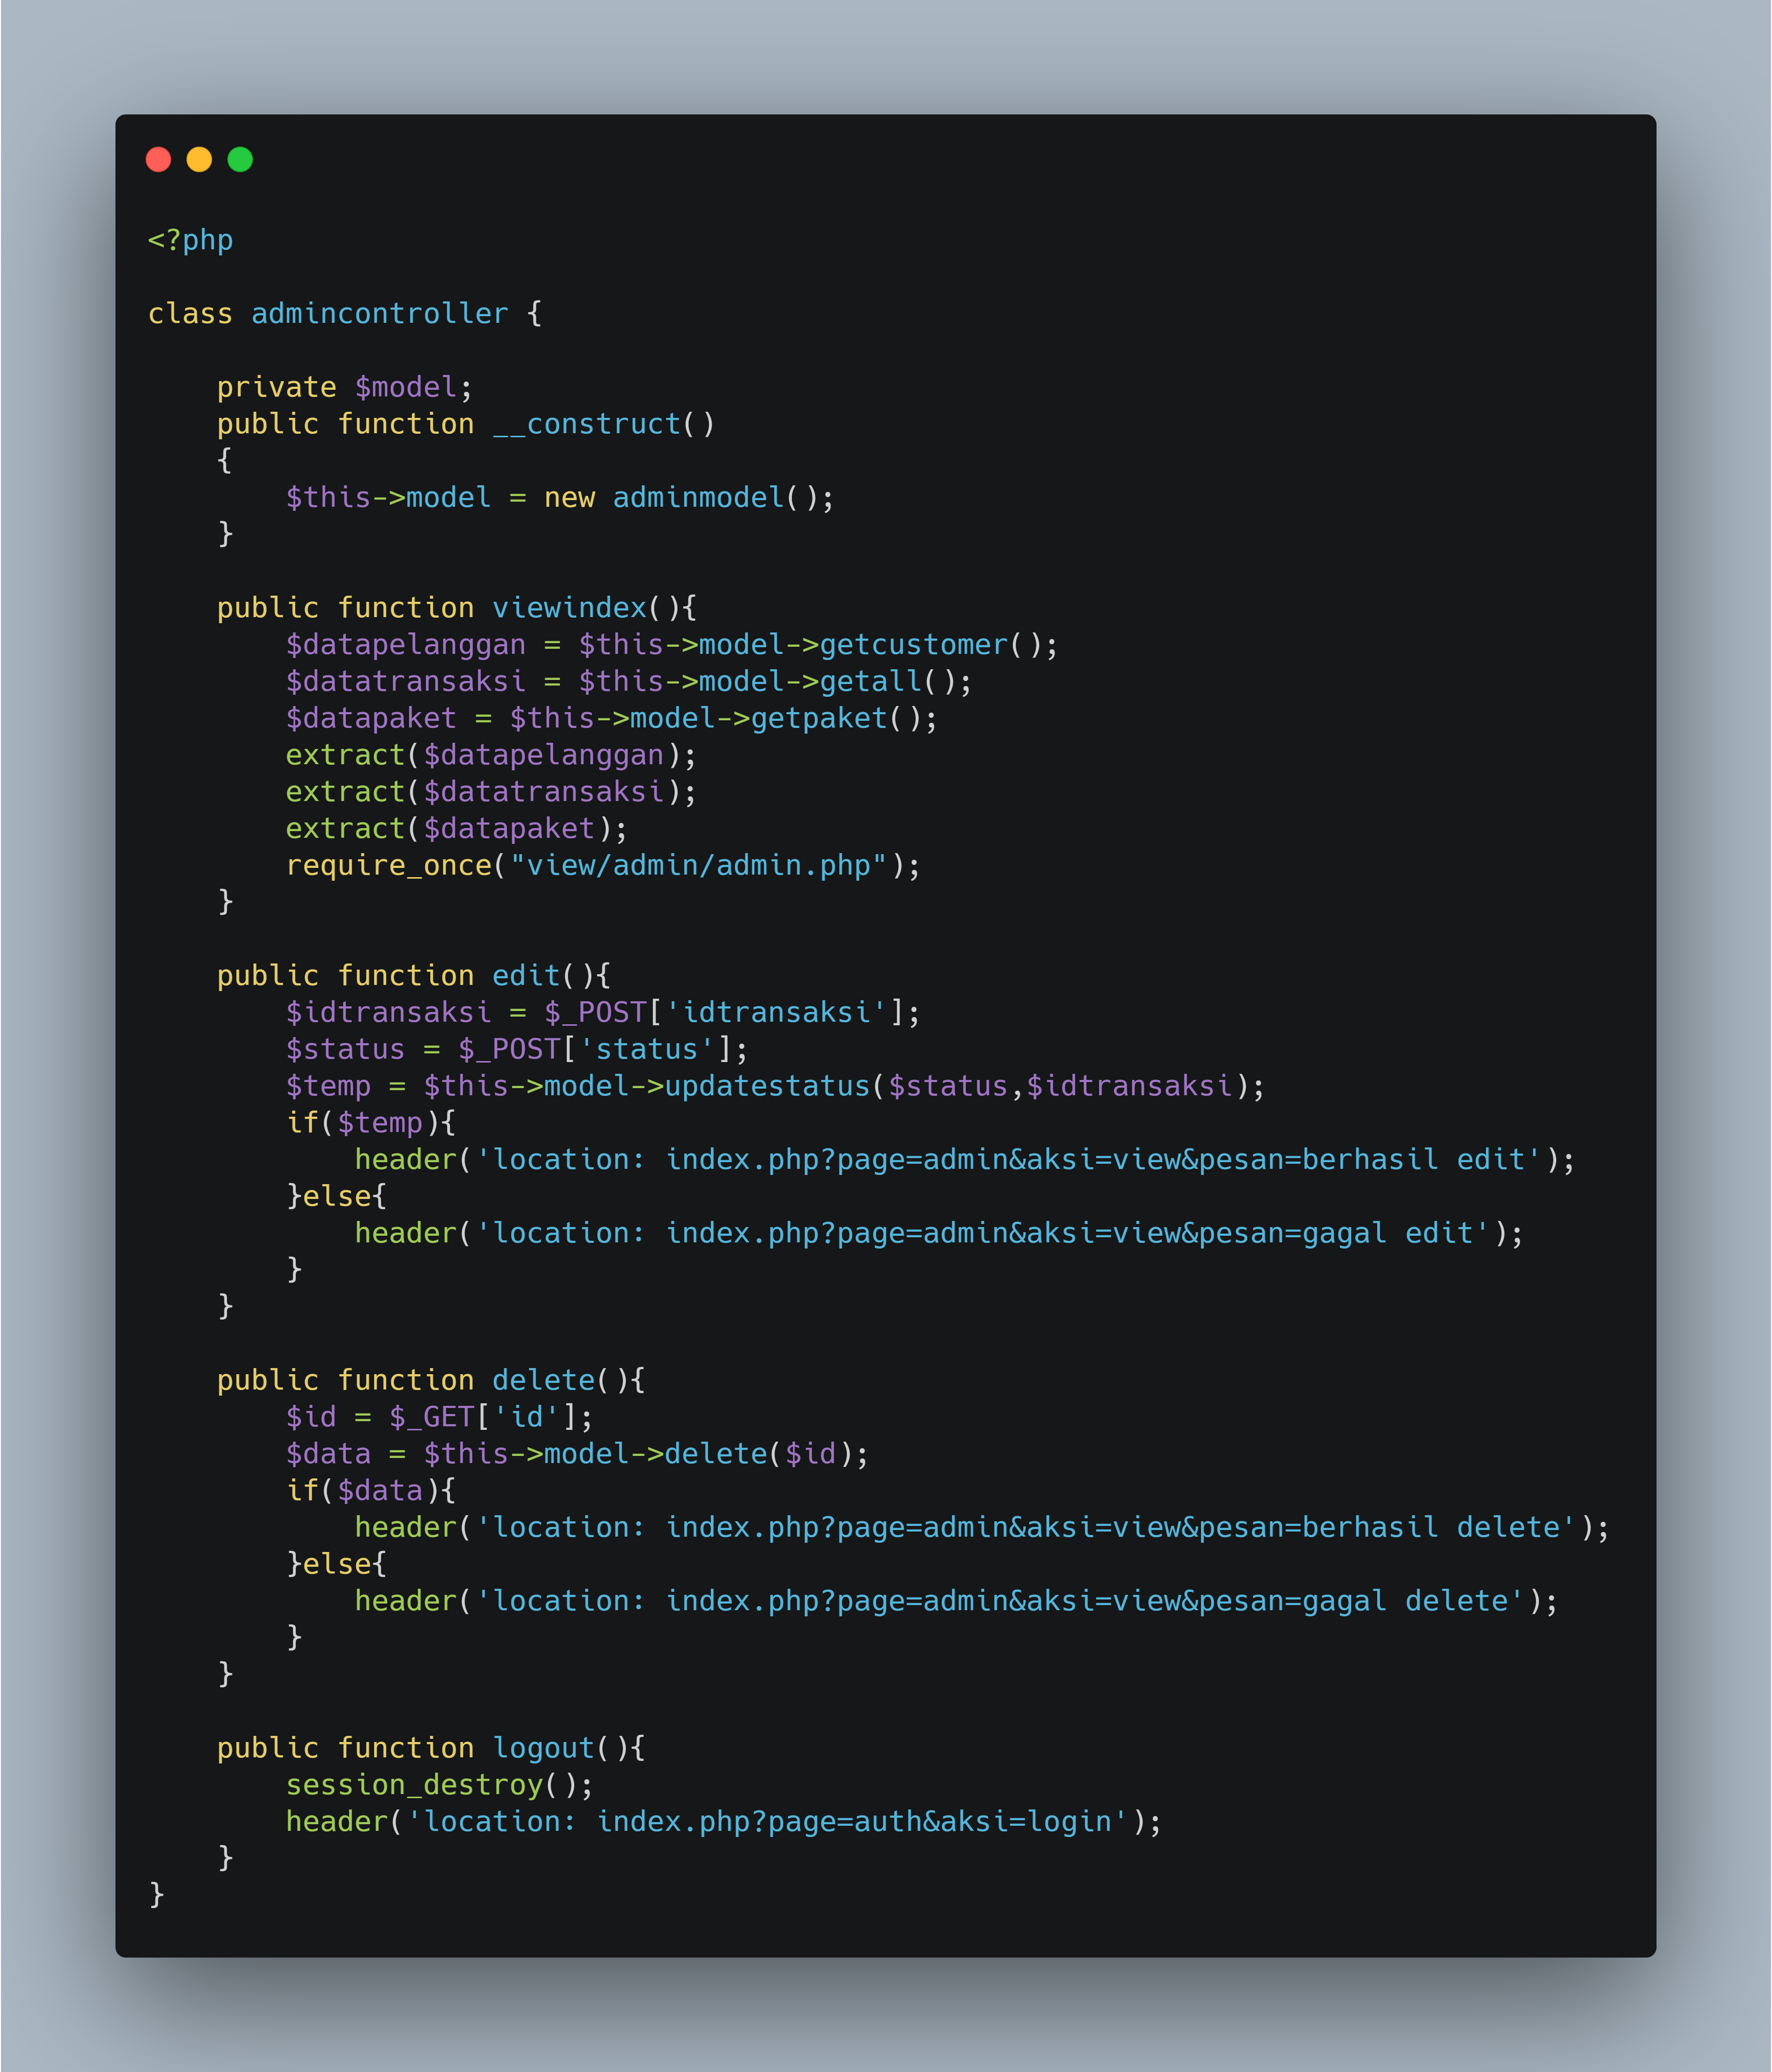 <?php

class admincontroller {

    private $model;
    public function __construct()
    {
        $this->model = new adminmodel();
    }

    public function viewindex(){
        $datapelanggan = $this->model->getcustomer();
        $datatransaksi = $this->model->getall();
        $datapaket = $this->model->getpaket();
        extract($datapelanggan);
        extract($datatransaksi);
        extract($datapaket);
        require_once("view/admin/admin.php");
    }

    public function edit(){
        $idtransaksi = $_POST['idtransaksi'];
        $status = $_POST['status'];
        $temp = $this->model->updatestatus($status,$idtransaksi);
        if($temp){
            header('location: index.php?page=admin&aksi=view&pesan=berhasil edit');
        }else{
            header('location: index.php?page=admin&aksi=view&pesan=gagal edit');
        }
    }

    public function delete(){
        $id = $_GET['id'];
        $data = $this->model->delete($id);
        if($data){
            header('location: index.php?page=admin&aksi=view&pesan=berhasil delete');
        }else{
            header('location: index.php?page=admin&aksi=view&pesan=gagal delete');
        }
    }

    public function logout(){
        session_destroy();
        header('location: index.php?page=auth&aksi=login');
    }
}